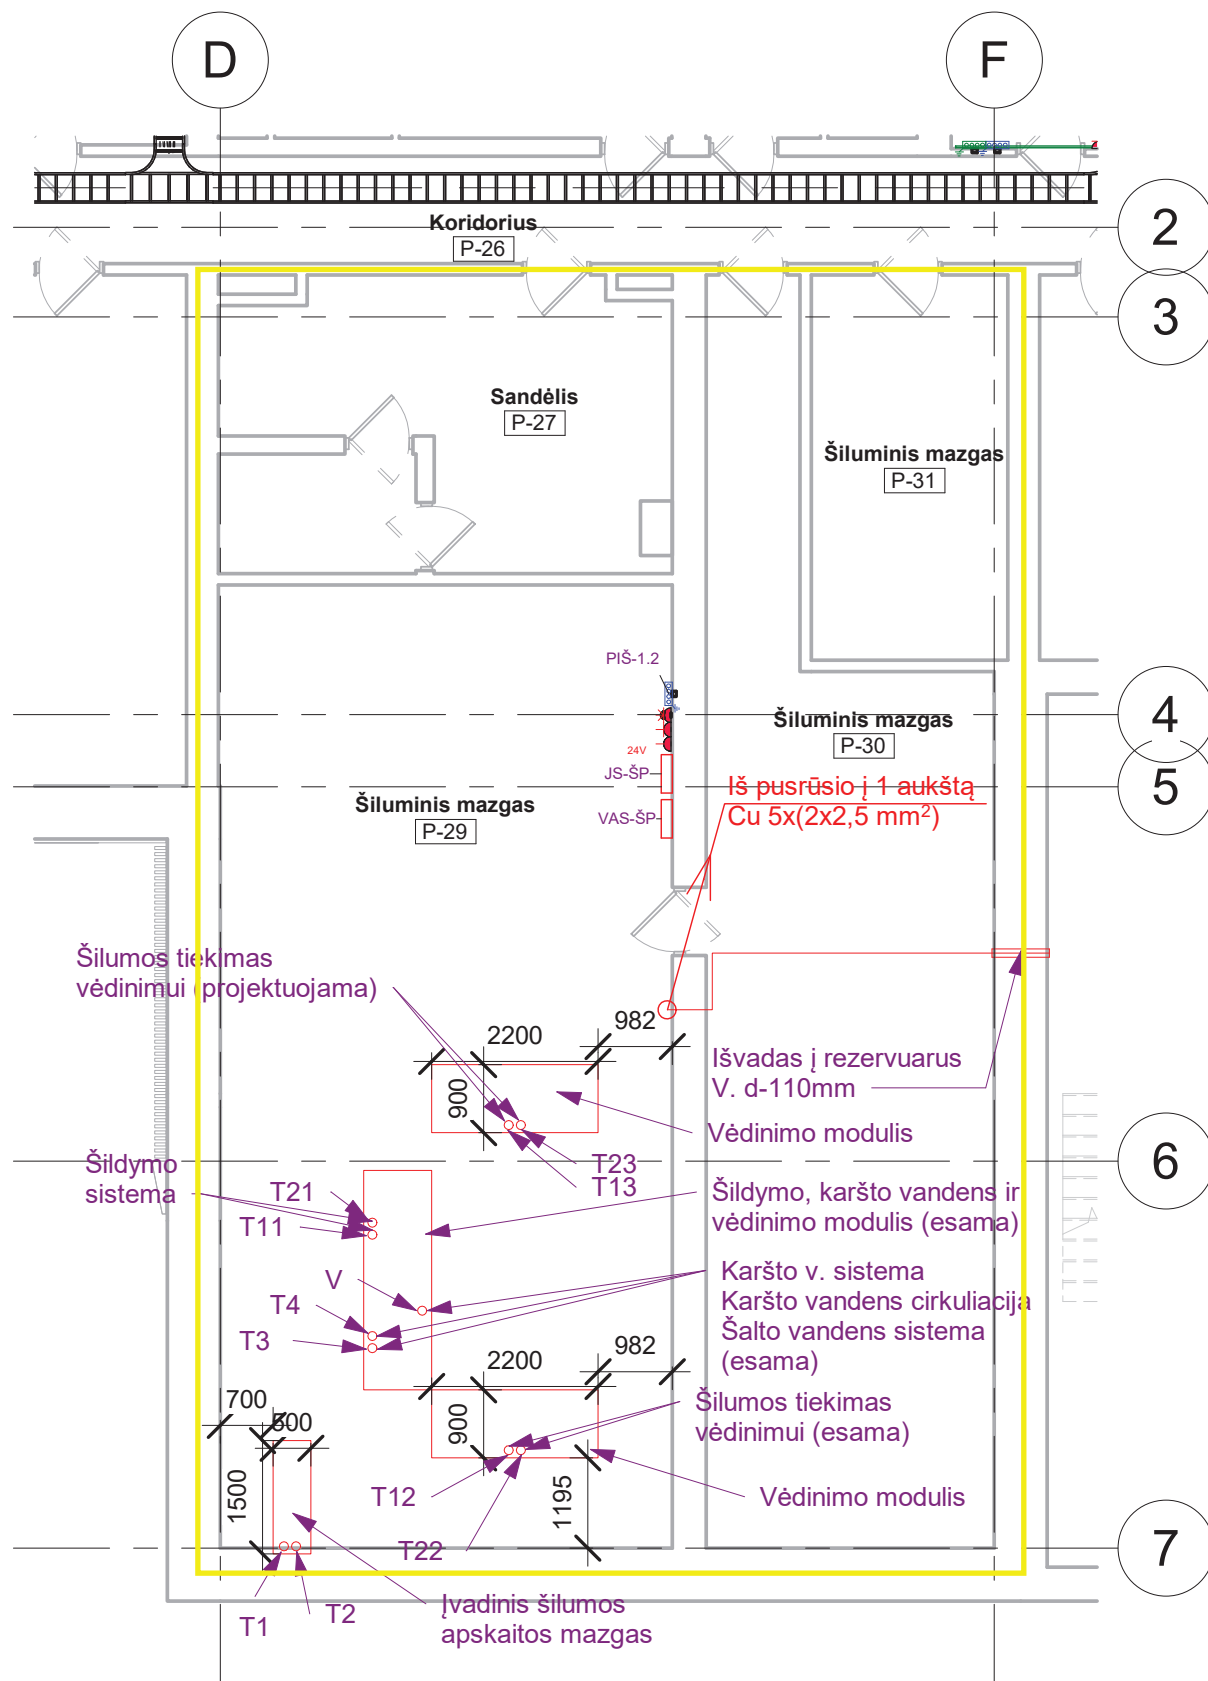 D
F
Koridorius
P-26
2
3
Sandėlis
P-27
Šiluminis mazgas
P-31
PIŠ-1.2
4
Šiluminis mazgas
P-30
24V
JS-ŠP
5
Iš pusrūsio į 1 aukštą
Cu 5x(2x2,5 mm²)
Šiluminis mazgas
P-29
VAS-ŠP
Šilumos tiekimas
vėdinimui (projektuojama)
982
2200
900
Išvadas į rezervuarus
V. d-110mm
Vėdinimo modulis
T23
T13
6
Šildymo
sistema
T21
T11
Šildymo, karšto vandens ir
vėdinimo modulis (esama)
V
T4
T3
Karšto v. sistema
Karšto vandens cirkuliacija
Šalto vandens sistema
(esama)
982
2200
900
Šilumos tiekimas
vėdinimui (esama)
700
600
1500
1195
T12
Vėdinimo modulis
T22
7
T1
T2
Įvadinis šilumos
apskaitos mazgas